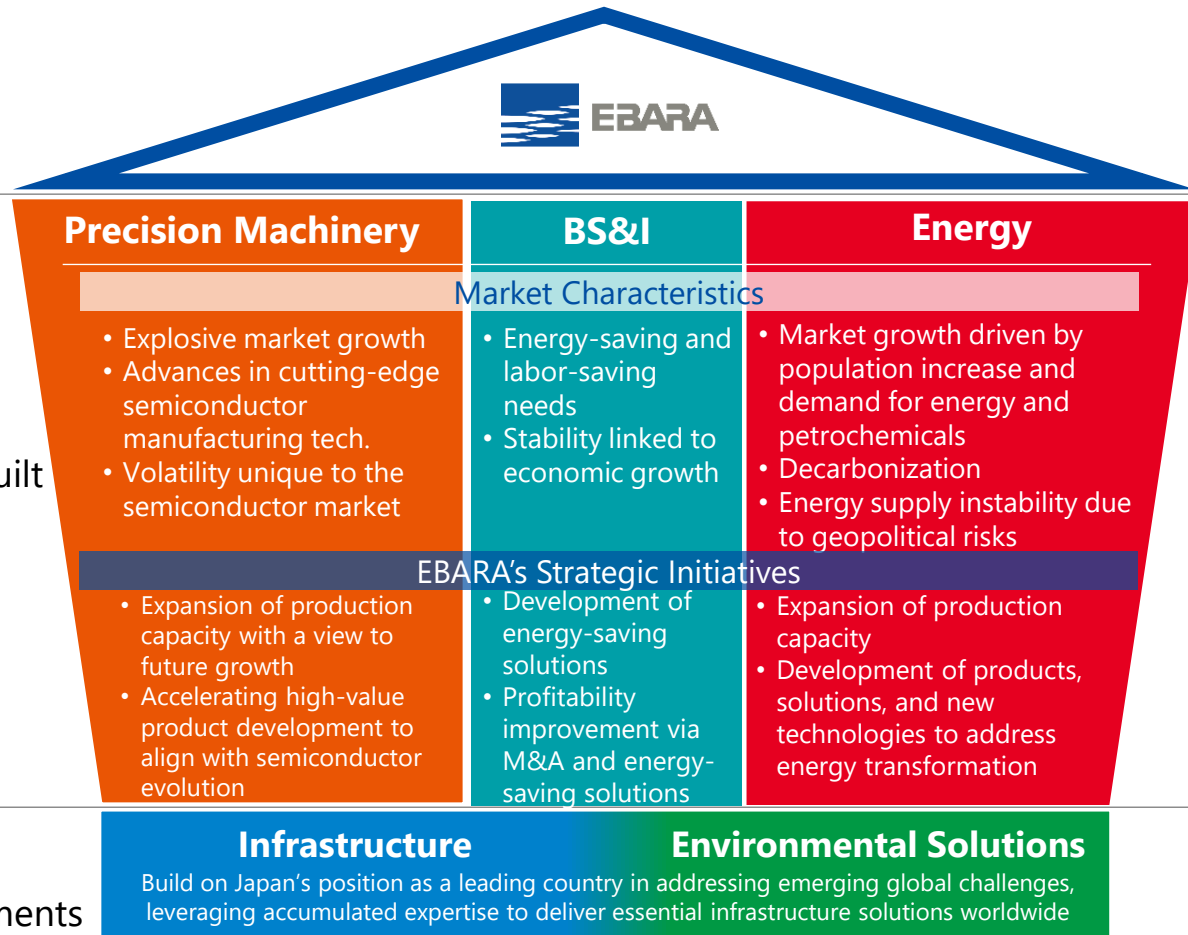 EBARA
Precision Machinery
BS&I
Energy
Market Characteristics
• Explosive market growth
• Advances in cutting-edge
semiconductor
manufacturing tech.
• Volatility unique to the
semiconductor market
• Energy-saving and
labor-saving
needs
• Stability linked to
economic growth
• Market growth driven by
population increase and
demand for energy and
petrochemicals
• Decarbonization
• Energy supply instability due
to geopolitical risks
uilt
EBARA’s Strategic Initiatives
• Expansion of production
capacity with a view to
future growth
• Accelerating high-value
product development to
align with semiconductor
evolution
• Development of
energy-saving
solutions
• Profitability
improvement via
M&A and energy-
saving solutions
• Expansion of production
capacity
• Development of products,
solutions, and new
technologies to address
energy transformation
Infrastructure
Environmental Solutions
Build on Japan’s position as a leading country in addressing emerging global challenges,
leveraging accumulated expertise to deliver essential infrastructure solutions worldwide
ments